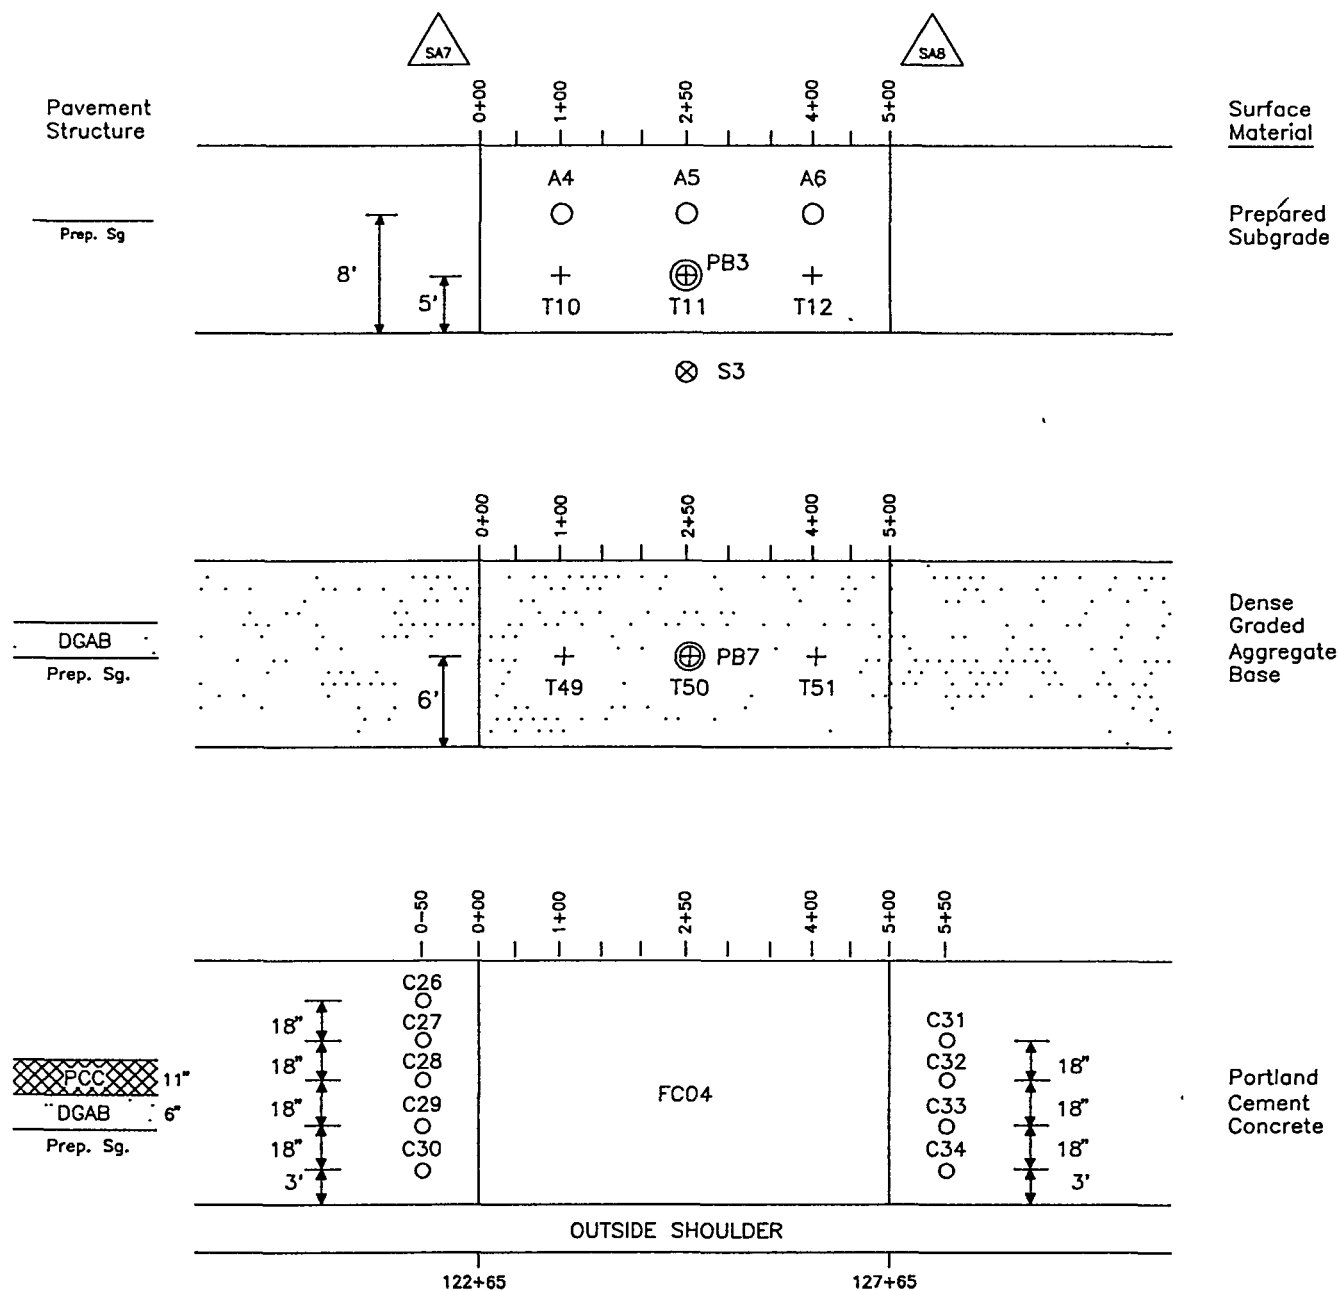 SA7
SA8
Pavement
Structure
0+00
1+00
2+50
4+00
5+00
Surface
Material
A4
A5
A6
Prep. Sg
Prepared
Subgrade
8'
5'
PB3
T10
T11
T12
S3
0+00
1+00
2+50
4+00
5+00
DGAB
Prep. Sg.
PB7
T49
T50
T51
6'
Dense
Graded
Aggregate
Base
0-50
0+00
1+00
2+50
4+00
5+00
5+50
C26
C27
C28
C29
C30
18"
18"
18"
18"
3'
PCC
11"
DGAB
6"
Prep. Sg.
FC04
C31
C32
C33
C34
18"
18"
18"
3'
Portland
Cement
Concrete
OUTSIDE SHOULDER
122+65
127+65